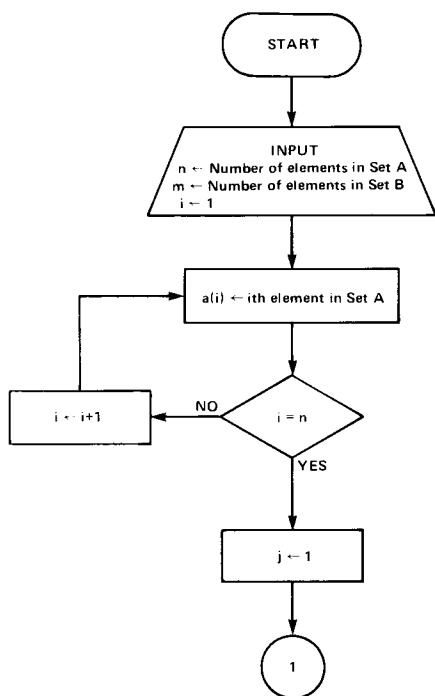 START
INPUT
n ← Number of elements in Set A
m ← Number of elements in Set B
i ← 1
a(i) ← ith element in Set A
i ← i+1
NO
i = n
YES
j ← 1
1